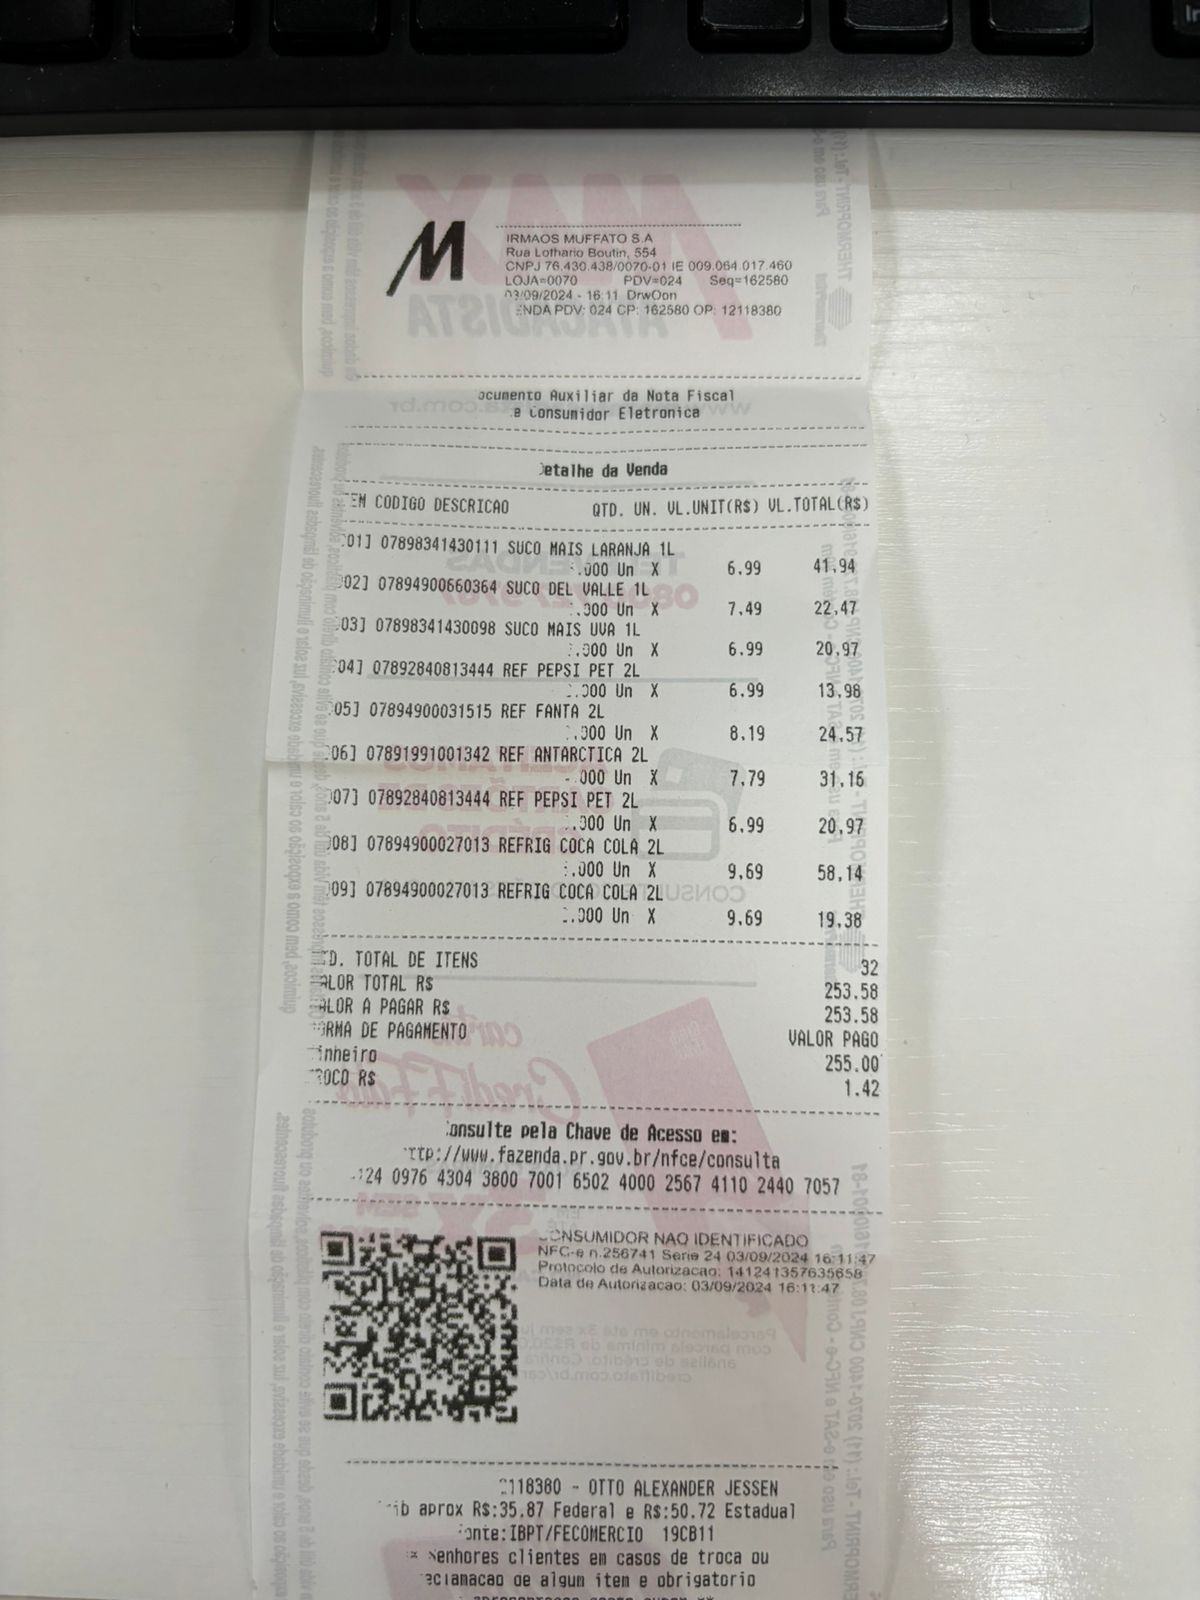 M
IRMAOS MUFFATO S.A
Rua Lothario Boutin, 554
CNPJ 76.430.438/0070-01 IE 009.064.017.460
LOJA=0070 PDV=024 Seq=162580
03/09/2024 - 16:11 DrwOon
ENDA PDV: 024 CP: 162580 OP: 12118380
ocumento Auxiliar da Nota Fiscal
e Consumidor Eletronica
etalhe da Venda
EM CODIGO DESCRICAO QTD. UN. VL.UNIT(R$) VL.TOTAL(R$)
01] 07898341430111 SUCO MAIS LARANJA 1L
.000 Un X 6.99 41,94
02] 07894900660364 SUCO DEL VALLE 1L
.000 Un X 7.49 22,47
03] 07898341430098 SUCO MAIS UVA 1L
.000 Un X 6.99 20,97
04] 07892840813444 REF PEPSI PET 2L
.000 Un X 6.99 13,98
05] 07894900031515 REF FANTA 2L
.000 Un X 8.19 24,57
06] 07891991001342 REF ANTARCTICA 2L
.000 Un X 7.79 31,16
07] 07892840813444 REF PEPSI PET 2L
.000 Un X 6.99 20,97
08] 07894900027013 REFRIG COCA COLA 2L
.000 Un X 9.69 58,14
09] 07894900027013 REFRIG COCA COLA 2L
.000 Un X 9.69 19,38
TD. TOTAL DE ITENS 32
ALOR TOTAL R$ 253.58
ALOR A PAGAR R$ 253.58
ORMA DE PAGAMENTO VALOR PAGO
inheiro 255.00
ROCO R$ 1.42
onsulte pela Chave de Acesso em:
ttp://www.fazenda.pr.gov.br/nfce/consulta
124 0976 4304 3800 7001 6502 4000 2567 4110 2440 7057
CONSUMIDOR NAO IDENTIFICADO
NFC-e n.256741 Serie 24 03/09/2024 16:11:47
Protocolo de Autorizacao: 141241357635658
Data de Autorizacao: 03/09/2024 16:11:47
2118380 - OTTO ALEXANDER JESSEN
ib aprox R$:35.87 Federal e R$:50.72 Estadual
onte:IBPT/FECOMERCIO 19CB11
Senhores clientes em casos de troca ou
eclamacao de algum item e obrigatorio